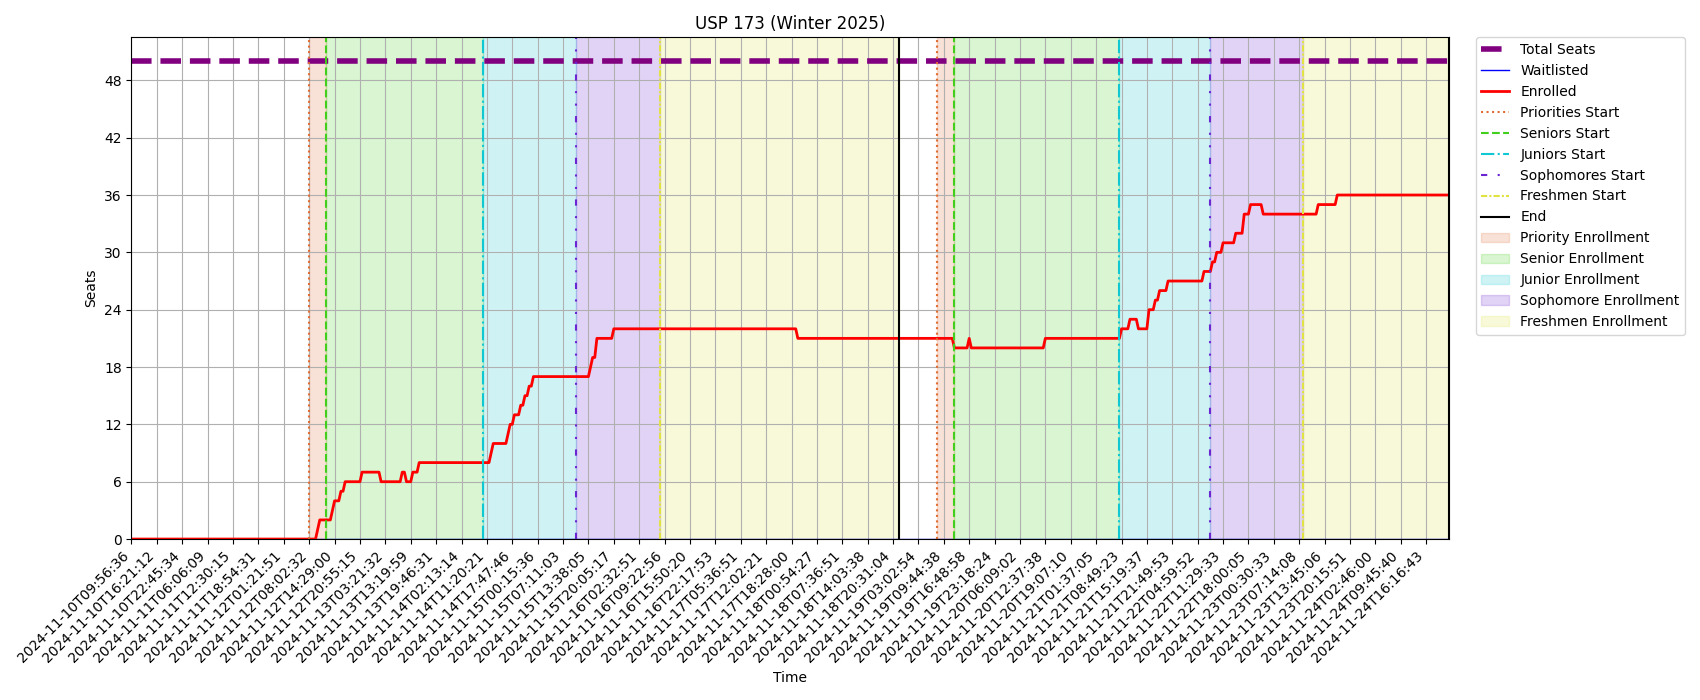 USP 173 (Winter 2025)
Seats
48
42
36
30
24
18
12
6
0
2024-11-10T09:56:36
2024-11-10T16:21:12
2024-11-10T22:45:34
2024-11-11T06:06:09
2024-11-11T12:30:15
2024-11-11T18:54:31
2024-11-12T01:21:51
2024-11-12T08:02:32
2024-11-12T14:29:00
2024-11-12T20:55:15
2024-11-13T03:21:32
2024-11-13T13:19:59
2024-11-13T19:46:31
2024-11-14T02:13:14
2024-11-14T11:20:21
2024-11-14T17:47:46
2024-11-15T00:15:36
2024-11-15T07:11:03
2024-11-15T13:38:05
2024-11-15T20:05:17
2024-11-16T02:32:51
2024-11-16T09:22:56
2024-11-16T15:50:20
2024-11-16T22:17:53
2024-11-17T05:36:51
2024-11-17T12:02:21
2024-11-17T18:28:00
2024-11-18T00:54:27
2024-11-18T07:36:51
2024-11-18T14:03:38
2024-11-18T20:31:04
2024-11-19T03:02:54
2024-11-19T09:44:38
2024-11-19T16:48:58
2024-11-19T23:18:24
2024-11-20T06:09:02
2024-11-20T12:37:38
2024-11-20T19:07:10
2024-11-21T01:37:05
2024-11-21T08:49:23
2024-11-21T15:19:37
2024-11-21T21:49:53
2024-11-22T04:59:52
2024-11-22T11:29:33
2024-11-22T18:00:05
2024-11-23T00:30:33
2024-11-23T07:14:08
2024-11-23T13:45:06
2024-11-23T20:15:51
2024-11-24T02:46:00
2024-11-24T09:45:40
2024-11-24T16:16:43
Time
Total Seats
Waitlisted
Enrolled
Priorities Start
Seniors Start
Juniors Start
Sophomores Start
Freshmen Start
End
Priority Enrollment
Senior Enrollment
Junior Enrollment
Sophomore Enrollment
Freshmen Enrollment